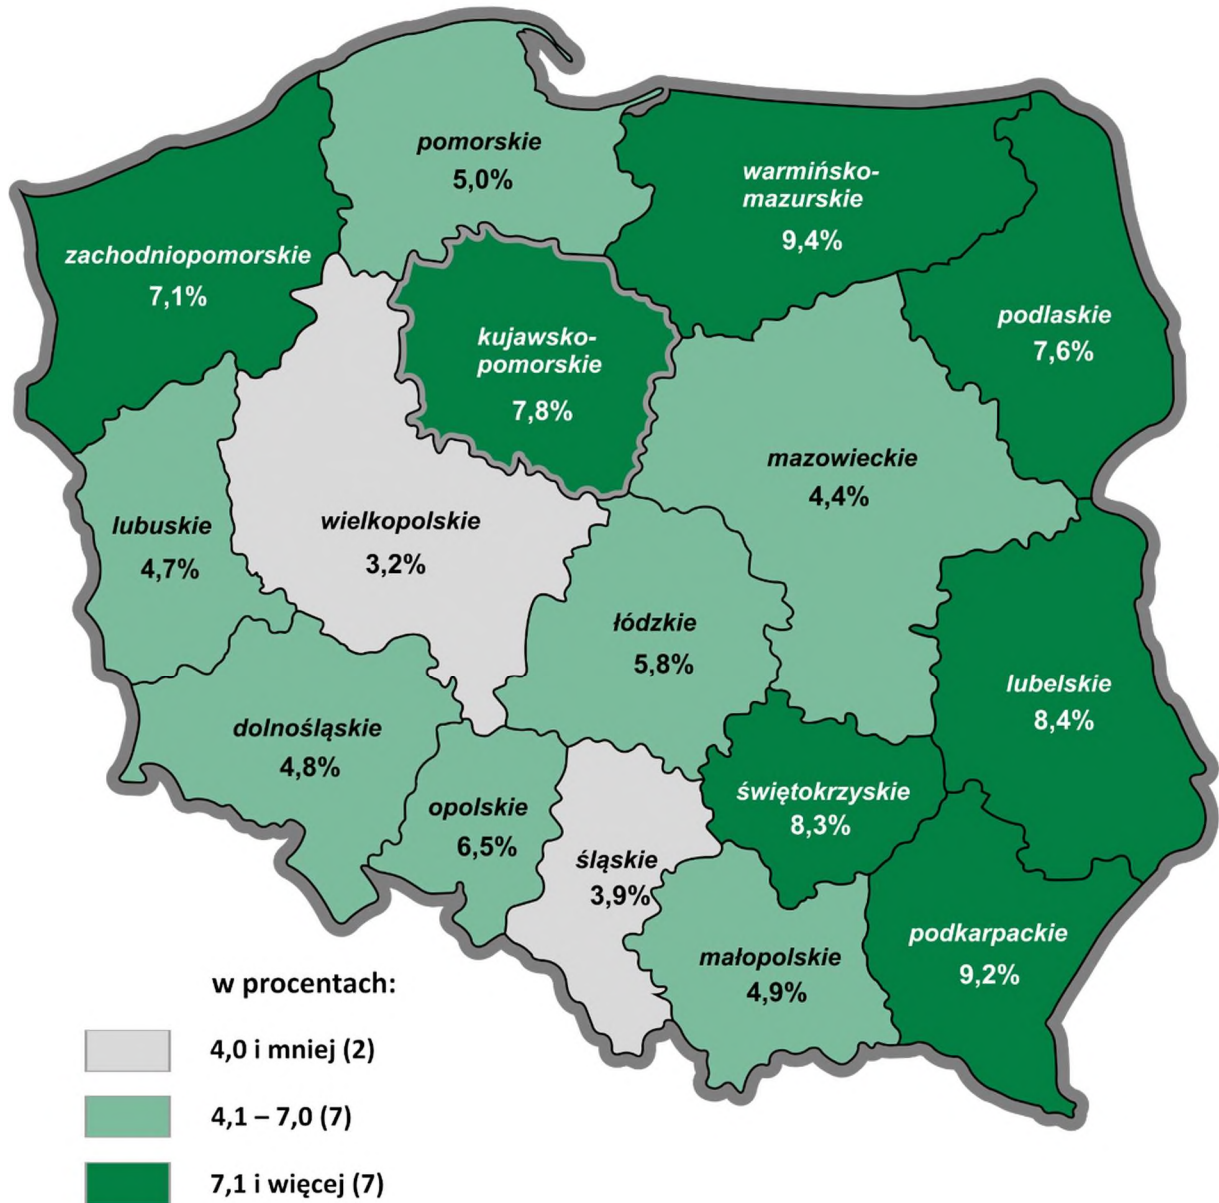 pomorskie
5,0%
warmińsko-
mazurskie
9,4%
zachodniopomorskie
7,1%
podlaskie
7,6%
kujawsko-
pomorskie
7,8%
mazowieckie
4,4%
lubuskie
4,7%
wielkopolskie
3,2%
łódzkie
5,8%
lubelskie
8,4%
dolnośląskie
4,8%
opolskie
6,5%
świętokrzyskie
8,3%
śląskie
3,9%
małopolskie
4,9%
podkarpackie
9,2%
w procentach:
4,0 i mniej (2)
4,1 – 7,0 (7)
7,1 i więcej (7)